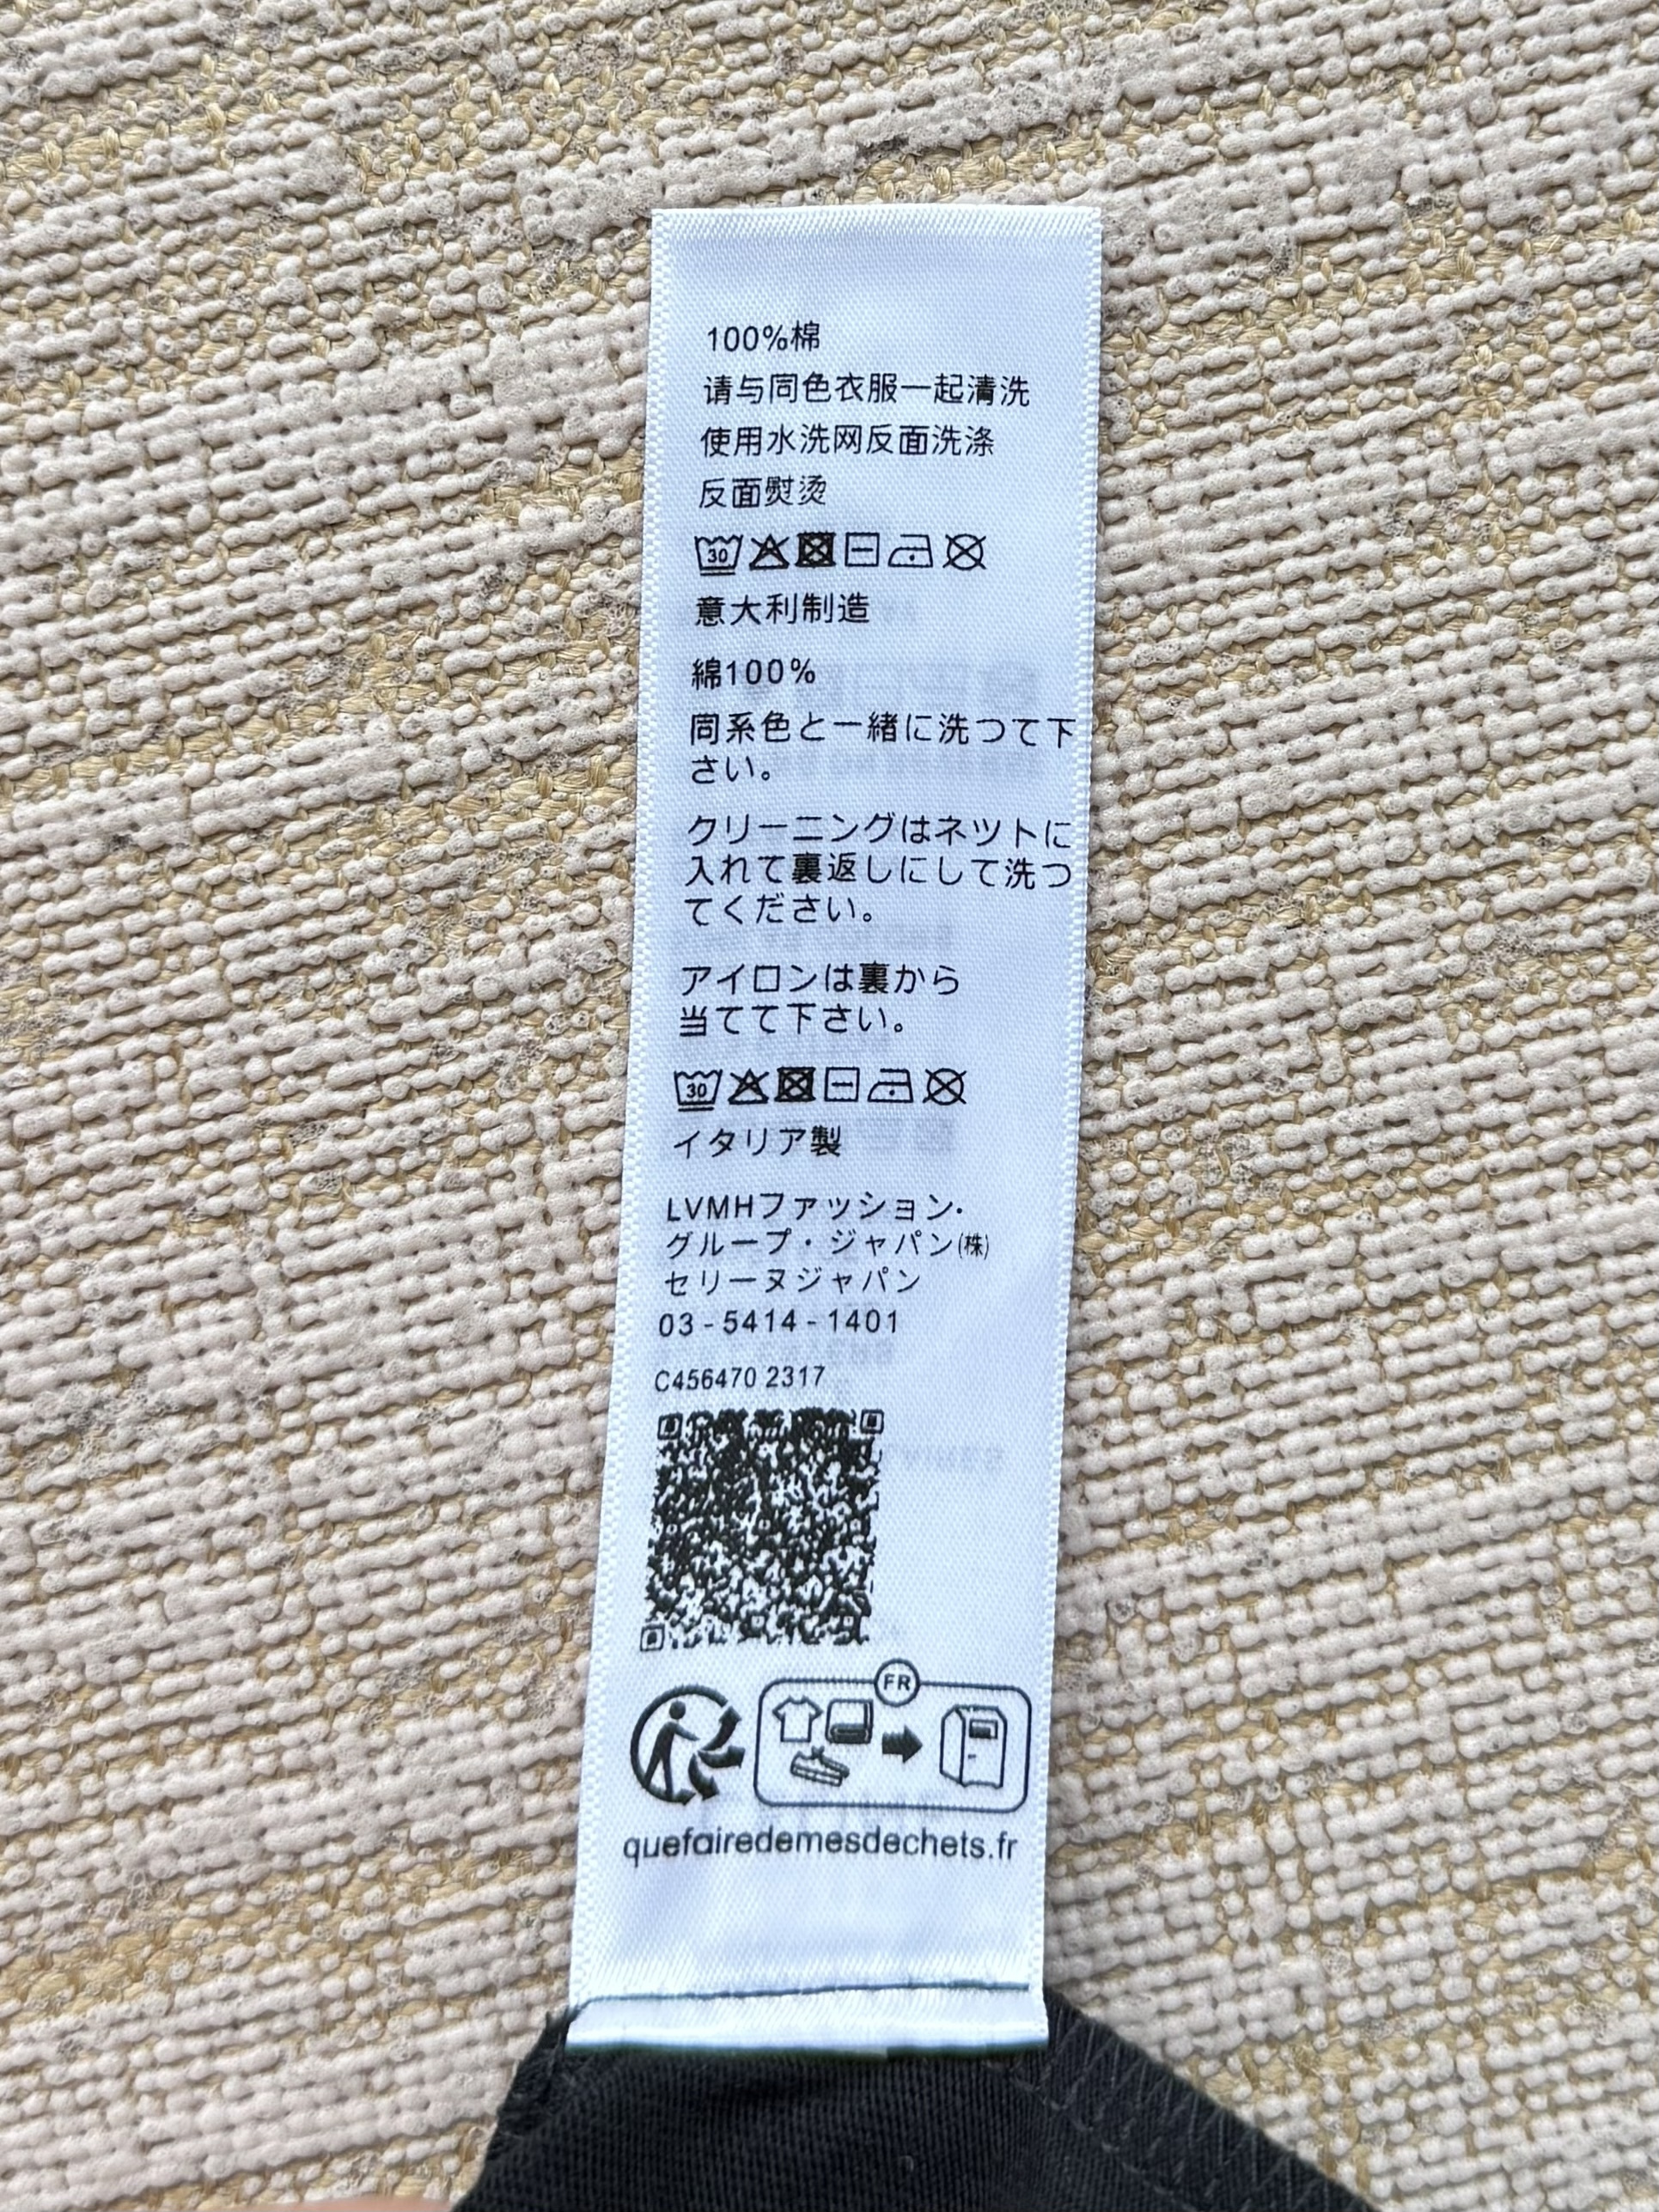 100%棉
请与同色衣服一起清洗
使用水洗网反面洗涤
反面熨烫
30
意大利制造
綿100%
同系色と一緒に洗つて下
さい。
クリーニングはネツトに
入れて裏返しにして洗つ
てください。
アイロンは裏から
当てて下さい。
30
イタリア製
LVMHファッション·
グループ・ジャパン(株)
セリーヌジャパン
03-5414-1401
C456470 2317
FR
quefairedemesdechets.fr